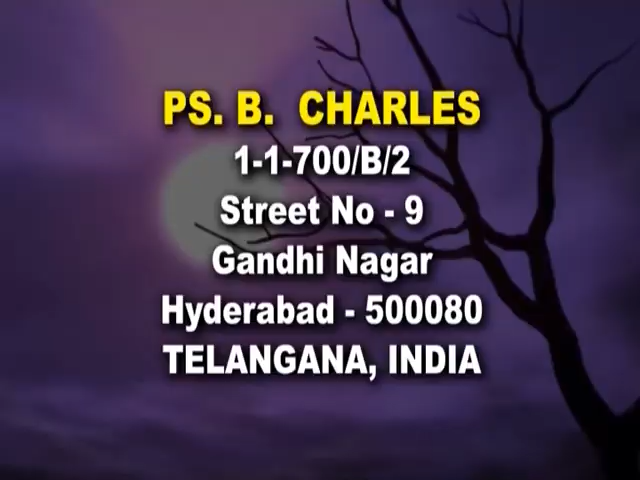 PS. B. CHARLES
1-1-700/B/2
Street No - 9
Gandhi Nagar
Hyderabad - 500080
TELANGANA, INDIA